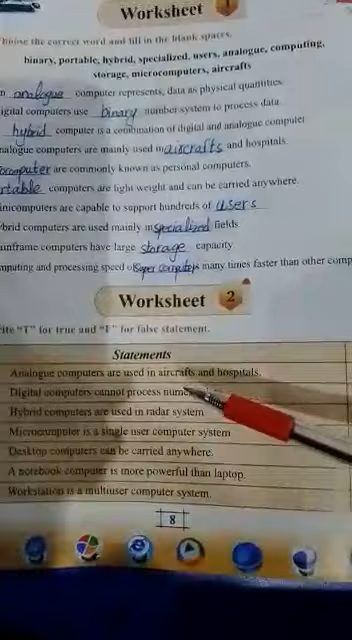 Worksheet 1
hoose the correct word and fill in the blank spaces.
binary, portable, hybrid, specialized, users, analogue, computing,
storage, microcomputers, aircrafts
n analogue computer represents, data as physical quantities.
igital computers use binary number system to process data.
hybrid computer is a combination of digital and analogue computer
nalogue computers are mainly used in aircrafts and hospitals.
computer are commonly known as personal computers.
rtable computers are light weight and can be carried anywhere.
inicomputers are capable to support hundreds of users
brid computers are used mainly in specialized fields
ainframe computers have large storage capacity
mputing and processing speed of Super computer is many times faster than other comp
Worksheet 2
ite "T" for true and "F" for false statement.
Statements
Analogue computers are used in aircrafts and hospitals.
Digital computers cannot process nume
Hybrid computers are used in radar system
Microcomputer is a single user computer system
Desktop computers can be carried anywhere.
A notebook computer is more powerful than laptop.
Workstation is a multiuser computer system.
8